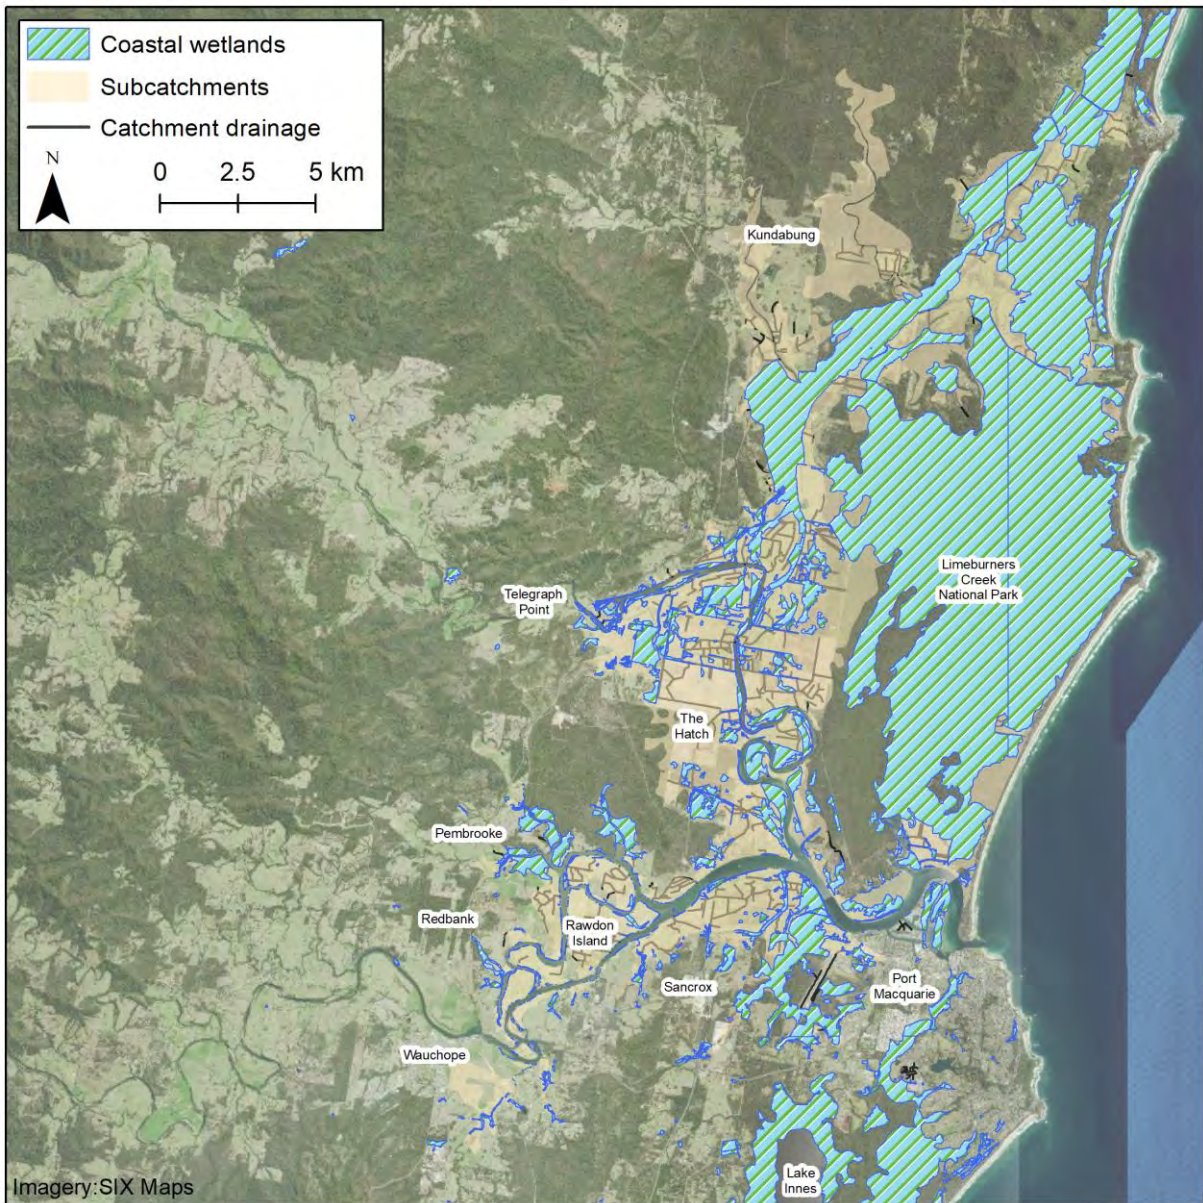 Coastal wetlands
Subcatchments
Catchment drainage
N
0 2.5 5 km
Kundabung
Limeburners
Creek
National Park
Telegraph
Point
The
Hatch
Pembrooke
Redbank
Rawdon
Island
Sancrox
Port
Macquarie
Wauchope
Lake
Innes
Imagery:SIX Maps